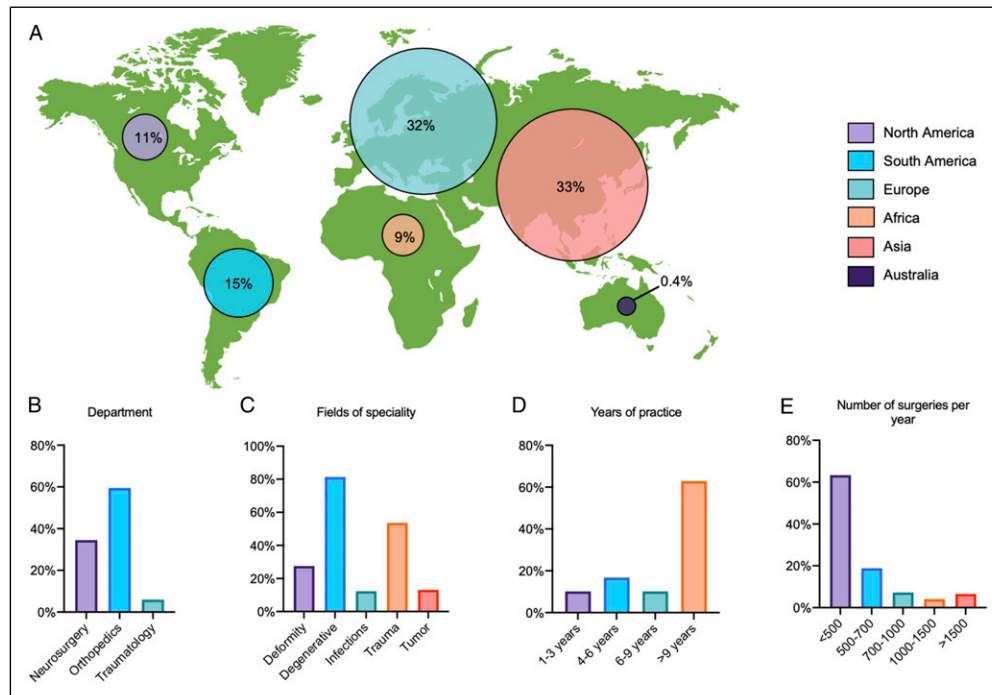 A
11%
32%
33%
9%
15%
0.4%
North America
South America
Europe
Africa
Asia
Australia
B
Department
80%
60%
40%
20%
0%
Neurosurgery
Orthopedics
Traumatology
C
Fields of speciality
100%
80%
60%
40%
20%
0%
Deformity
Degenerative
Infections
Trauma
Tumor
D
Years of practice
80%
60%
40%
20%
0%
1-3 years
4-6 years
6-9 years
>9 years
E
Number of surgeries per
year
80%
60%
40%
20%
0%
<500
500-700
700-1000
1000-1500
>1500